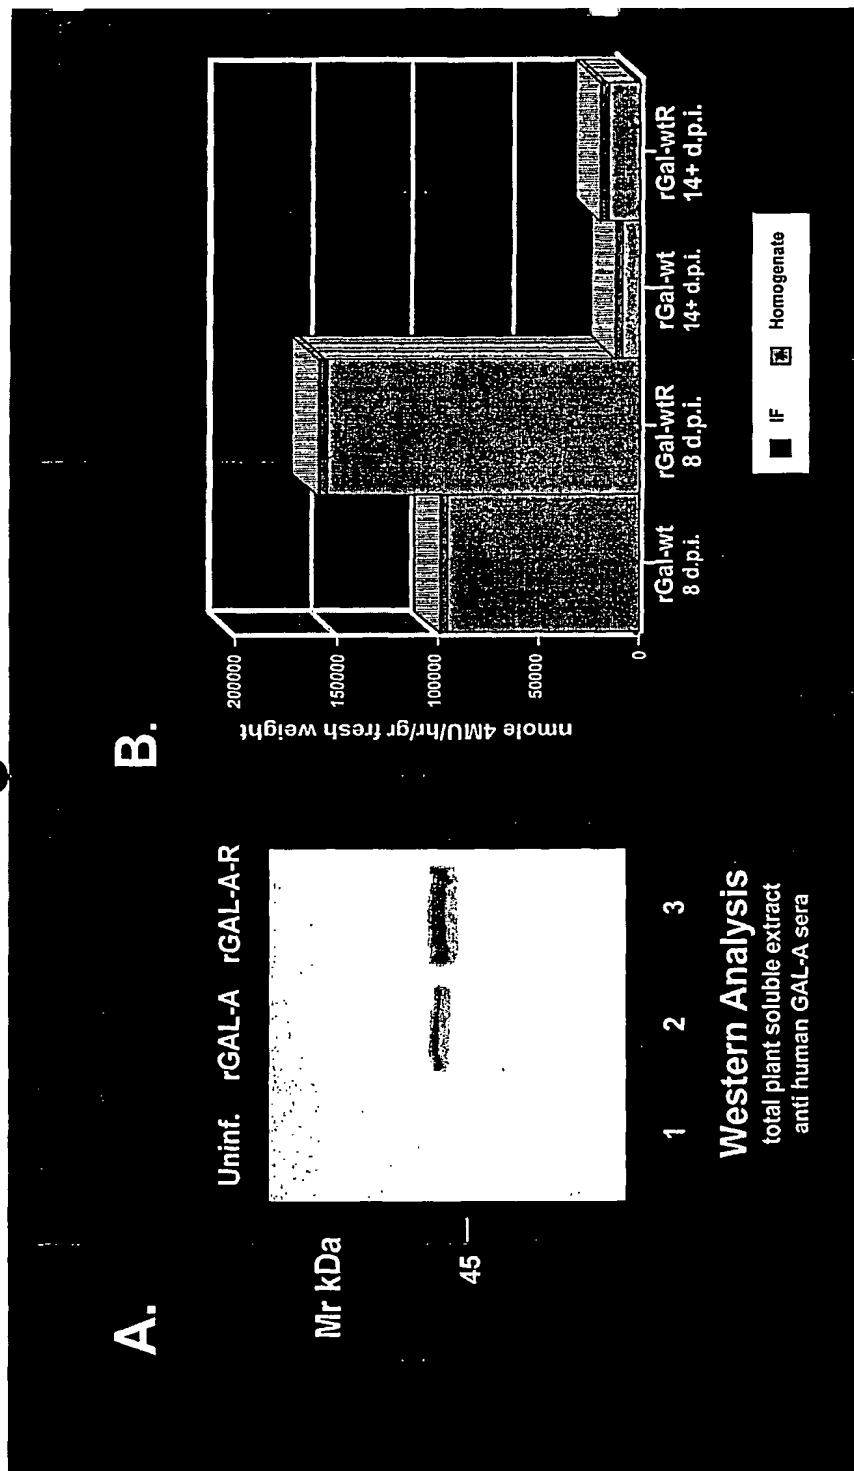 A.
Uninf. rGAL-A rGAL-A-R
Mr kDa
45
1 2 3
Western Analysis
total plant soluble extract
anti human GAL-A sera
B.
nmole 4MU/hr/gr fresh weight
200000
150000
100000
50000
0
rGal-wt
8 d.p.i.
rGal-wtR
8 d.p.i.
rGal-wt
14+ d.p.i.
rGal-wtR
14+ d.p.i.
IF Homogenate